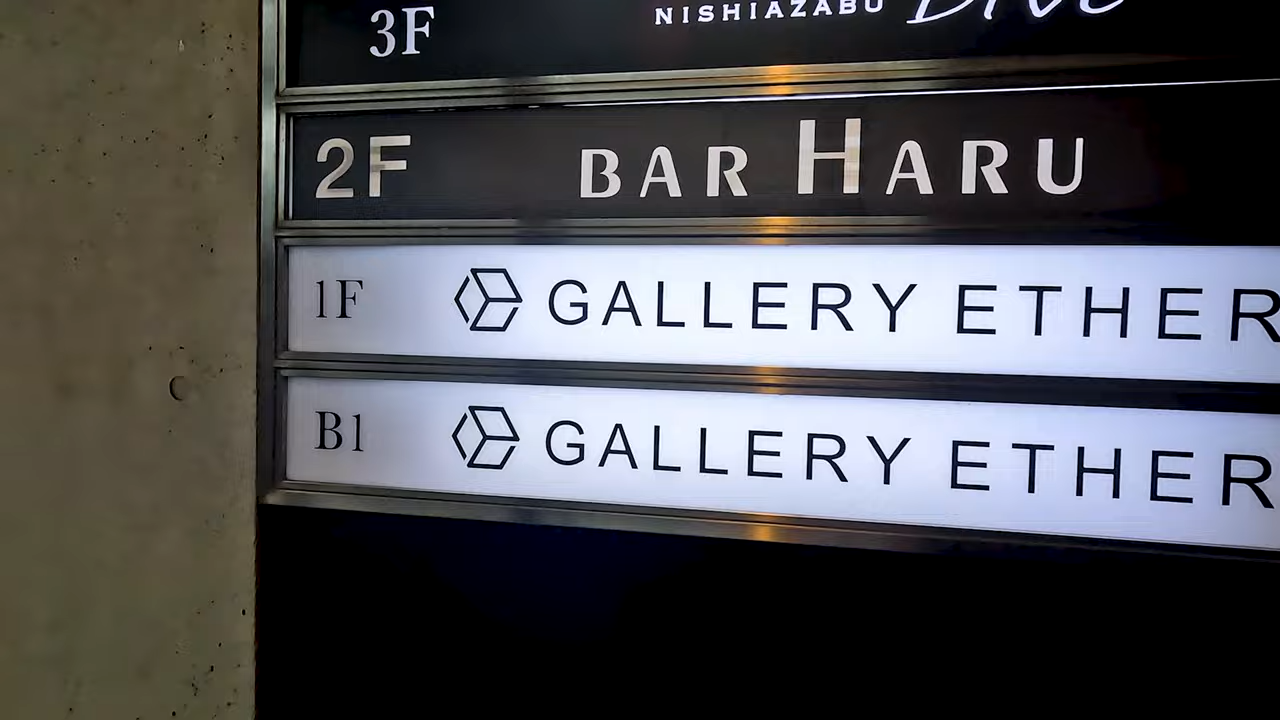 3F NISHIAZABU
2F BAR HARU
1F GALLERY ETHER
B1 GALLERY ETHER